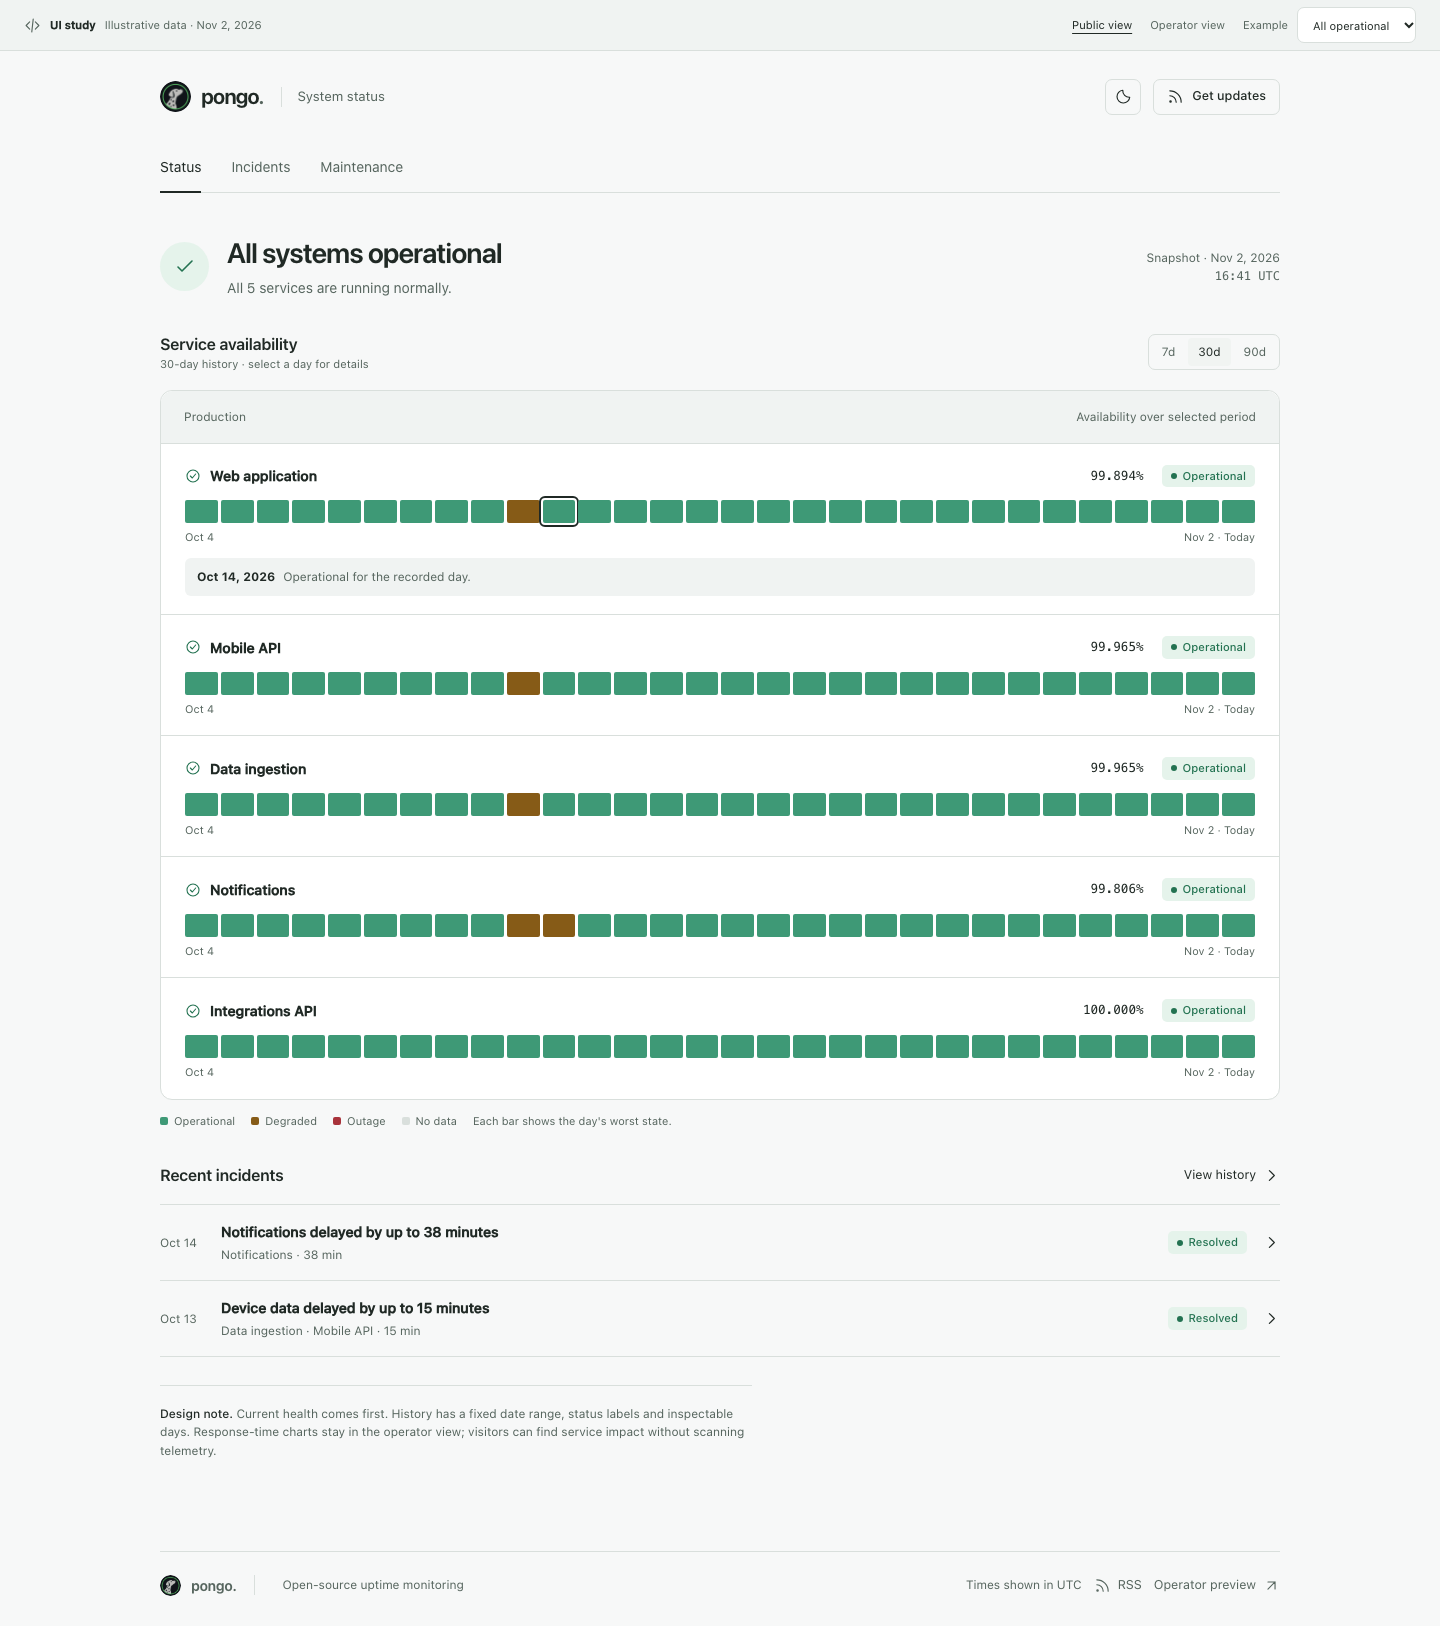 UI study Illustrative data · Nov 2, 2026 Public view Operator view Example All operational
pongo. System status Get updates
Status Incidents Maintenance
All systems operational
All 5 services are running normally.
Snapshot · Nov 2, 2026
16:41 UTC
Service availability
30-day history · select a day for details
7d 30d 90d
Production Availability over selected period
Web application 99.894% Operational
Oct 4 Nov 2 · Today
Oct 14, 2026 Operational for the recorded day.
Mobile API 99.965% Operational
Oct 4 Nov 2 · Today
Data ingestion 99.965% Operational
Oct 4 Nov 2 · Today
Notifications 99.806% Operational
Oct 4 Nov 2 · Today
Integrations API 100.000% Operational
Oct 4 Nov 2 · Today
Operational Degraded Outage No data Each bar shows the day's worst state.
Recent incidents View history
Oct 14 Notifications delayed by up to 38 minutes Resolved
Notifications · 38 min
Oct 13 Device data delayed by up to 15 minutes Resolved
Data ingestion · Mobile API · 15 min
Design note. Current health comes first. History has a fixed date range, status labels and inspectable
days. Response-time charts stay in the operator view; visitors can find service impact without scanning
telemetry.
pongo. Open-source uptime monitoring Times shown in UTC RSS Operator preview